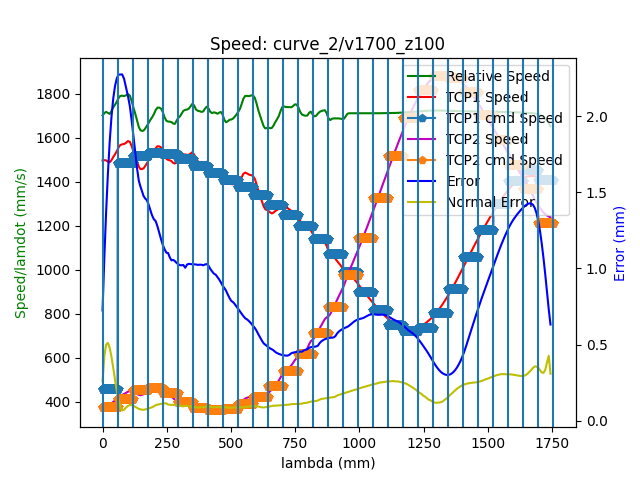 Speed: curve_2/v1700_z100
Relative Speed
TCP1 Speed
TCP1 cmd Speed
TCP2 Speed
TCP2 cmd Speed
Error
Normal Error
Speed/lamdot (mm/s)
1800
1600
1400
1200
1000
800
600
400
2.0
1.5
1.0
0.5
0.0
Error (mm)
0 250 500 750 1000 1250 1500 1750
lambda (mm)